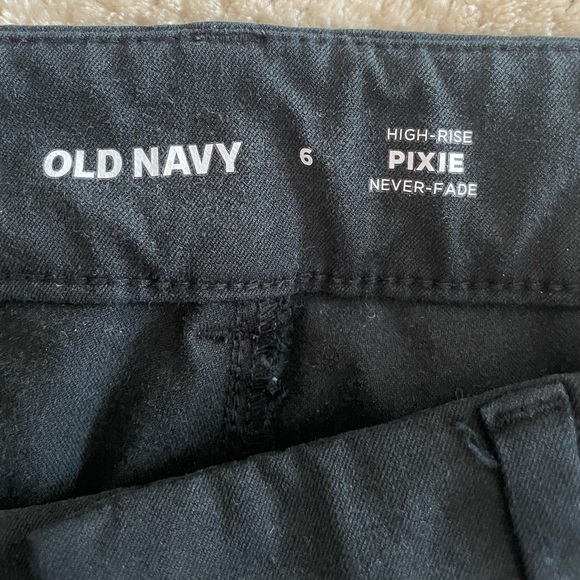 OLD NAVY
6
HIGH-RISE
PIXIE
NEVER-FADE